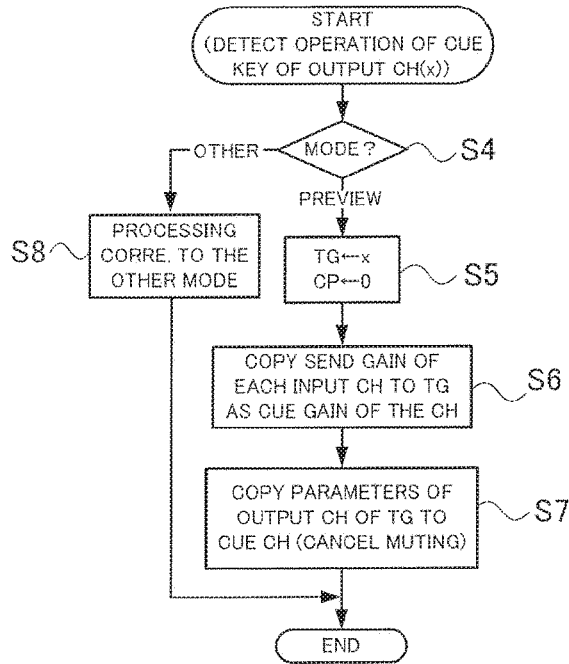 START
(DETECT OPERATION OF CUE
KEY OF OUTPUT CH(x))
MODE?
S4
OTHER
PREVIEW
S8
PROCESSING
CORRE. TO THE
OTHER MODE
TG←x
CP←0
S5
COPY SEND GAIN OF
EACH INPUT CH TO TG
AS CUE GAIN OF THE CH
S6
COPY PARAMETERS OF
OUTPUT CH OF TG TO
CUE CH (CANCEL MUTING)
S7
END